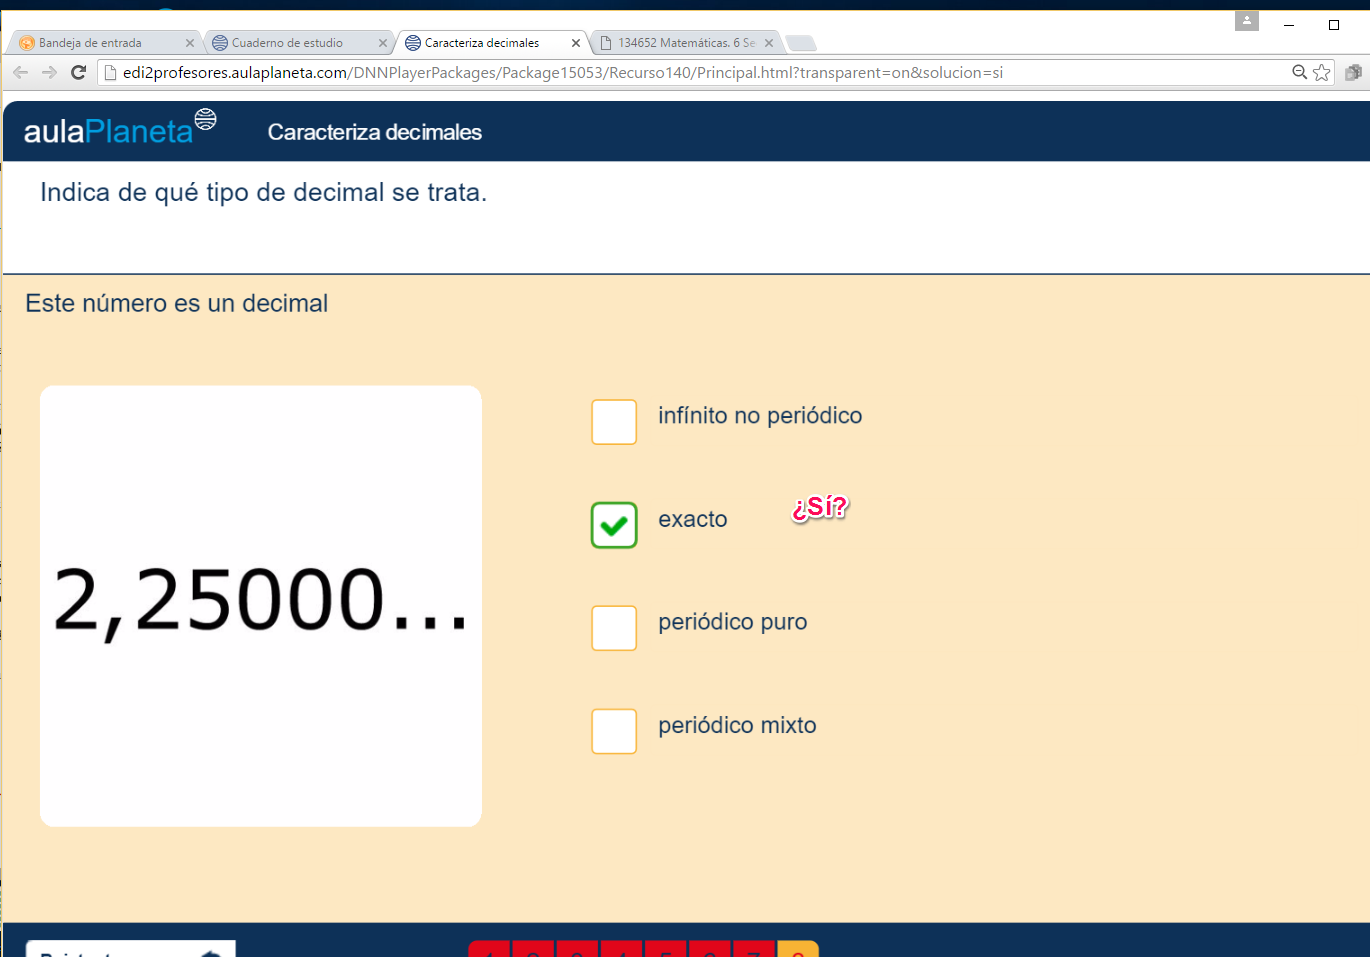 Bandeja de entrada
Cuaderno de estudio
Caracteriza decimales
134652 Matemáticas. 6 Se
edi2profesores.aulaplaneta.com/DNNPlayerPackages/Package15053/Recurso140/Principal.html?transparent=on&solucion=si
aulaPlaneta
Caracteriza decimales
Indica de qué tipo de decimal se trata.
Este número es un decimal
infínito no periódico
exacto
¿Sí?
periódico puro
2,25000...
periódico mixto